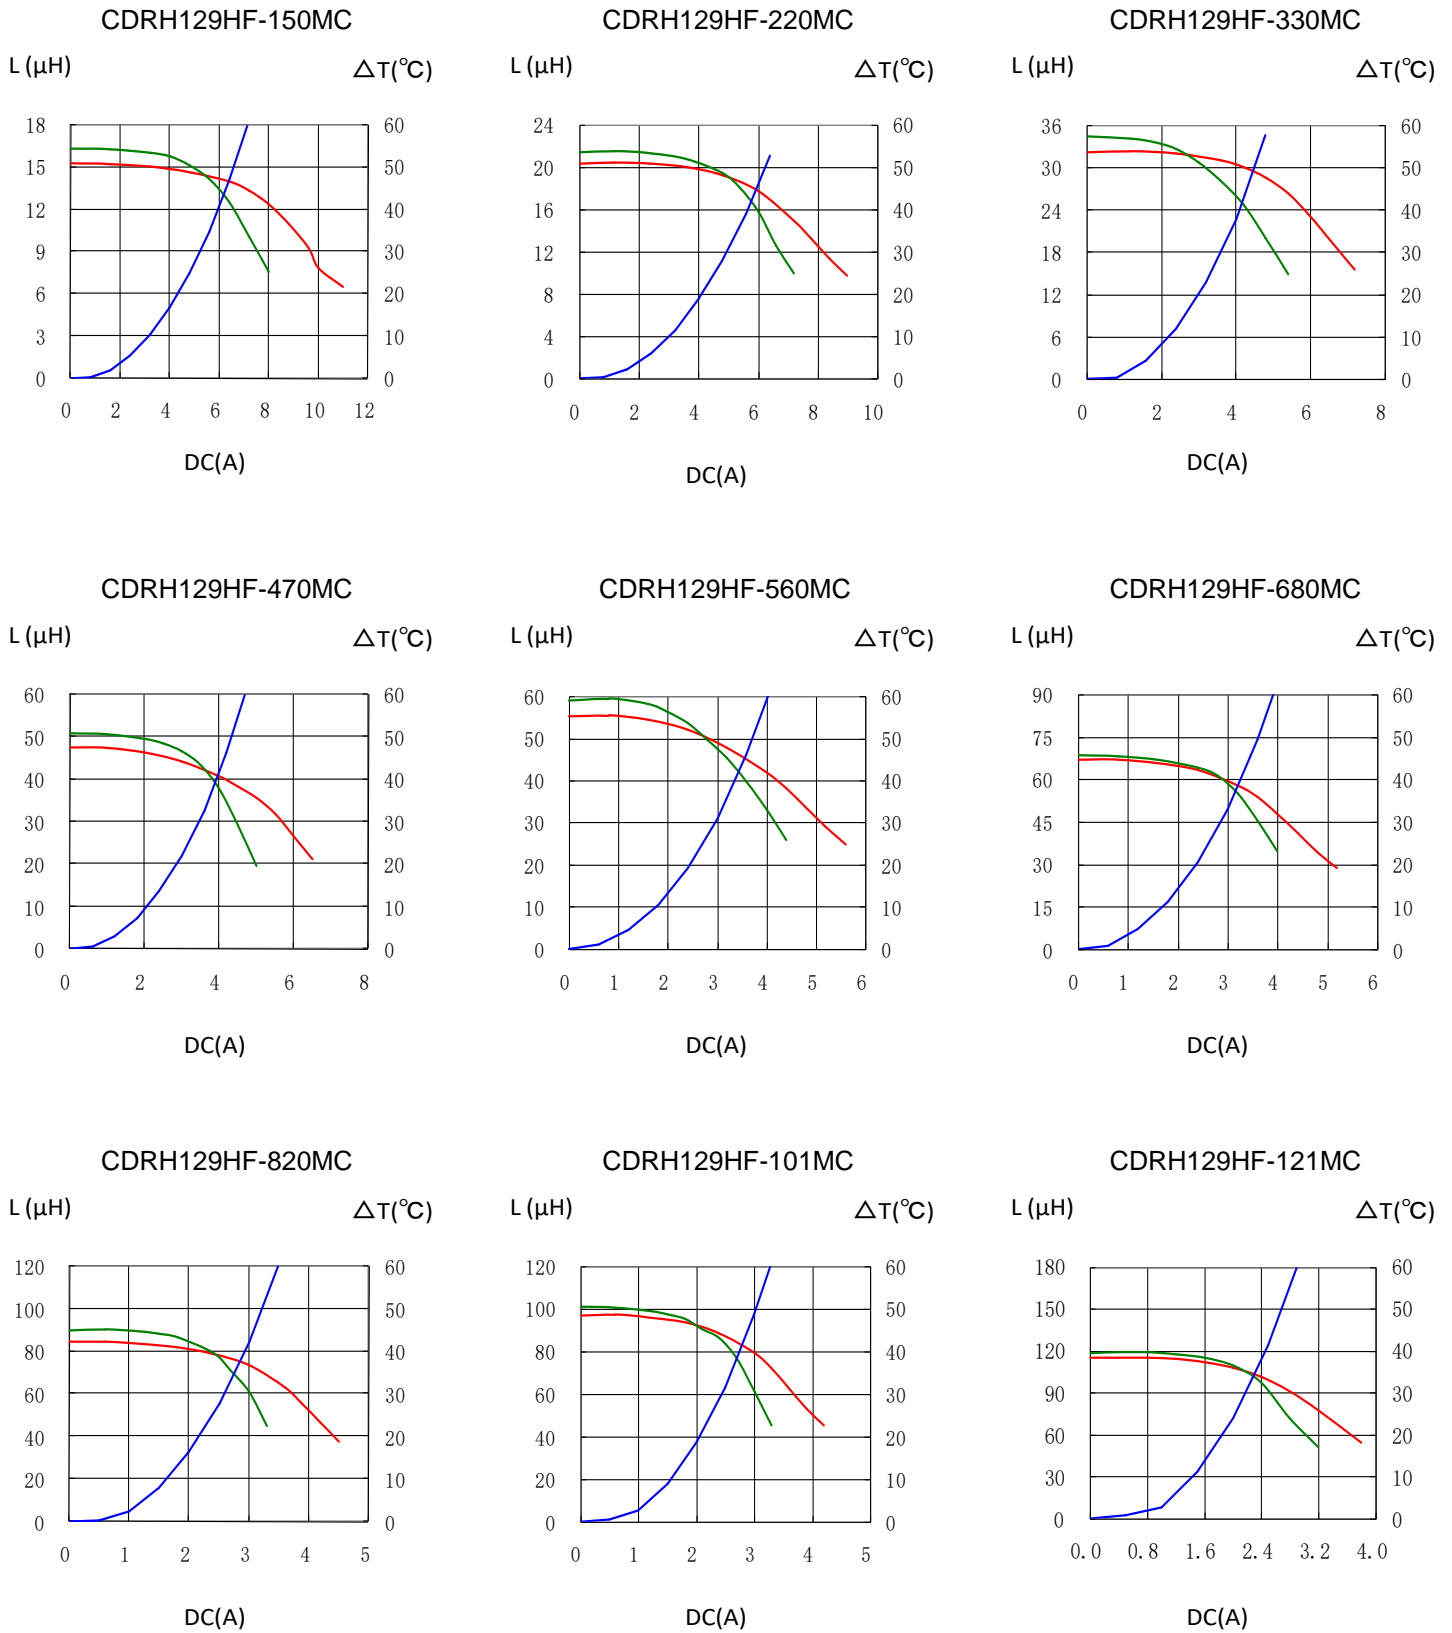 CDRH129HF-150MC CDRH129HF-220MC CDRH129HF-330MC
L (μH) △T(℃) L (μH) △T(℃) L (μH) △T(℃)
18 60 24 60 36 60
15 50 20 50 30 50
12 40 16 40 24 40
9 30 12 30 18 30
6 20 8 20 12 20
3 10 4 10 6 10
0 0 0 0 0 0
0 2 4 6 8 10 12 0 2 4 6 8 10 0 2 4 6 8
DC(A) DC(A) DC(A)
CDRH129HF-470MC CDRH129HF-560MC CDRH129HF-680MC
L (μH) △T(℃) L (μH) △T(℃) L (μH) △T(℃)
60 60 60 60 90 60
50 50 50 50 75 50
40 40 40 40 60 40
30 30 30 30 45 30
20 20 20 20 30 20
10 10 10 10 15 10
0 0 0 0 0 0
0 2 4 6 8 0 1 2 3 4 5 6 0 1 2 3 4 5 6
DC(A) DC(A) DC(A)
CDRH129HF-820MC CDRH129HF-101MC CDRH129HF-121MC
L (μH) △T(℃) L (μH) △T(℃) L (μH) △T(℃)
120 60 120 60 180 60
100 50 100 50 150 50
80 40 80 40 120 40
60 30 60 30 90 30
40 20 40 20 60 20
20 10 20 10 30 10
0 0 0 0 0 0
0 1 2 3 4 5 0 1 2 3 4 5 0.0 0.8 1.6 2.4 3.2 4.0
DC(A) DC(A) DC(A)